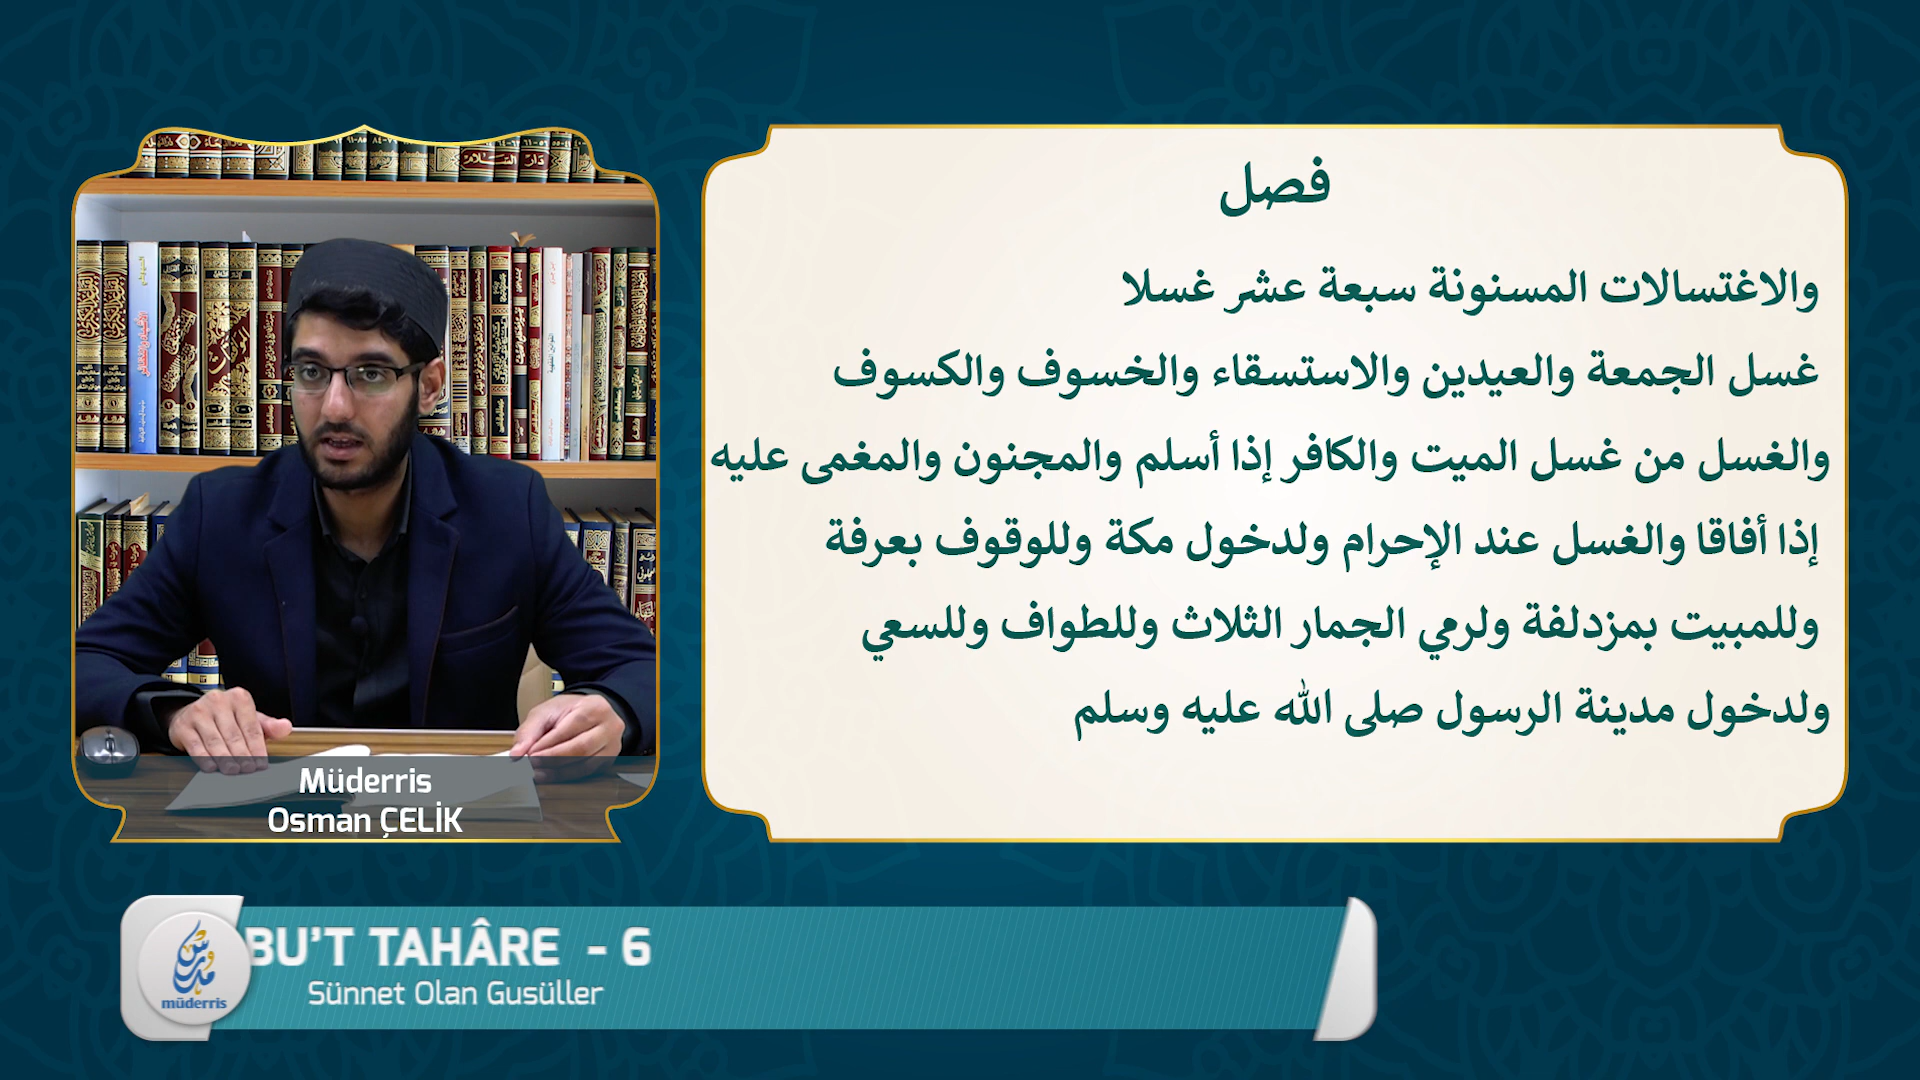 فصل
والاغتسالات المسنونة سبعة عشر غسلا
غسل الجمعة والعيدين والاستسقاء والخسوف والكسوف
والغسل من غسل الميت والكافر إذا أسلم والمجنون والمغمى عليه
إذا أفاقا والغسل عند الإحرام ولدخول مكة وللوقوف بعرفة
وللمبيت بمزدلفة ولرمي الجمار الثلاث وللطواف وللسعي
ولدخول مدينة الرسول صلى الله عليه وسلم
Müderris
Osman ÇELİK
BU'T TAHÂRE - 6
Sünnet Olan Gusüller
müderris
دار السلام